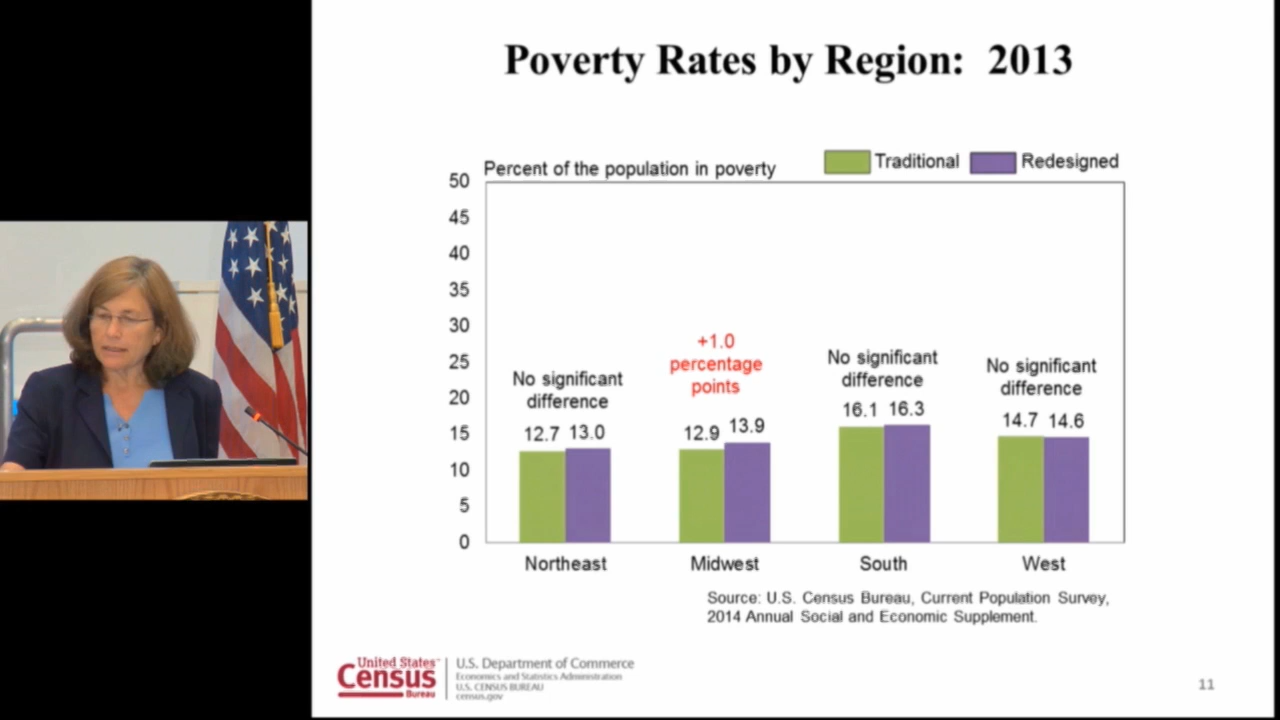 Poverty Rates by Region: 2013
Percent of the population in poverty
Traditional
Redesigned
50
45
40
35
30
25
20
15
10
5
0
No significant
difference
12.7 13.0
+1.0
percentage
points
12.9 13.9
No significant
difference
16.1 16.3
No significant
difference
14.7 14.6
Northeast
Midwest
South
West
Source: U.S. Census Bureau, Current Population Survey,
2014 Annual Social and Economic Supplement.
United States™
Census
Bureau
U.S. Department of Commerce
Economics and Statistics Administration
U.S. CENSUS BUREAU
census.gov
11